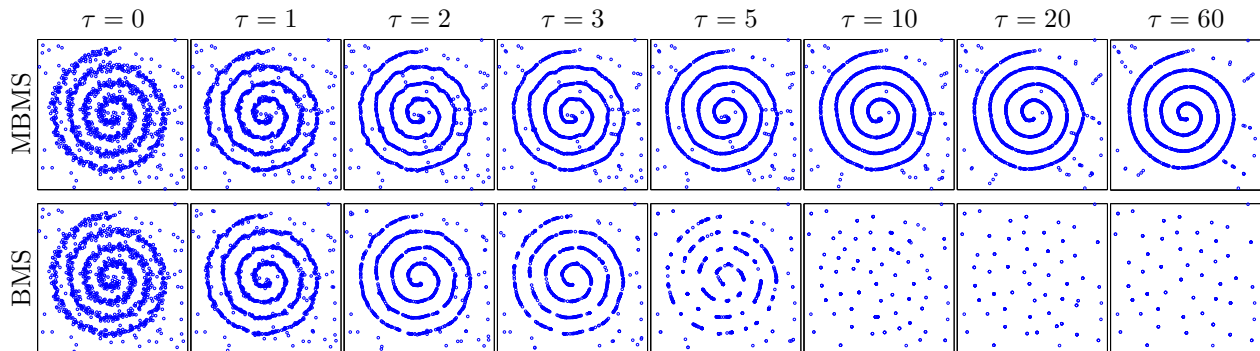 τ = 0 τ = 1 τ = 2 τ = 3 τ = 5 τ = 10 τ = 20 τ = 60
MBMS
BMS